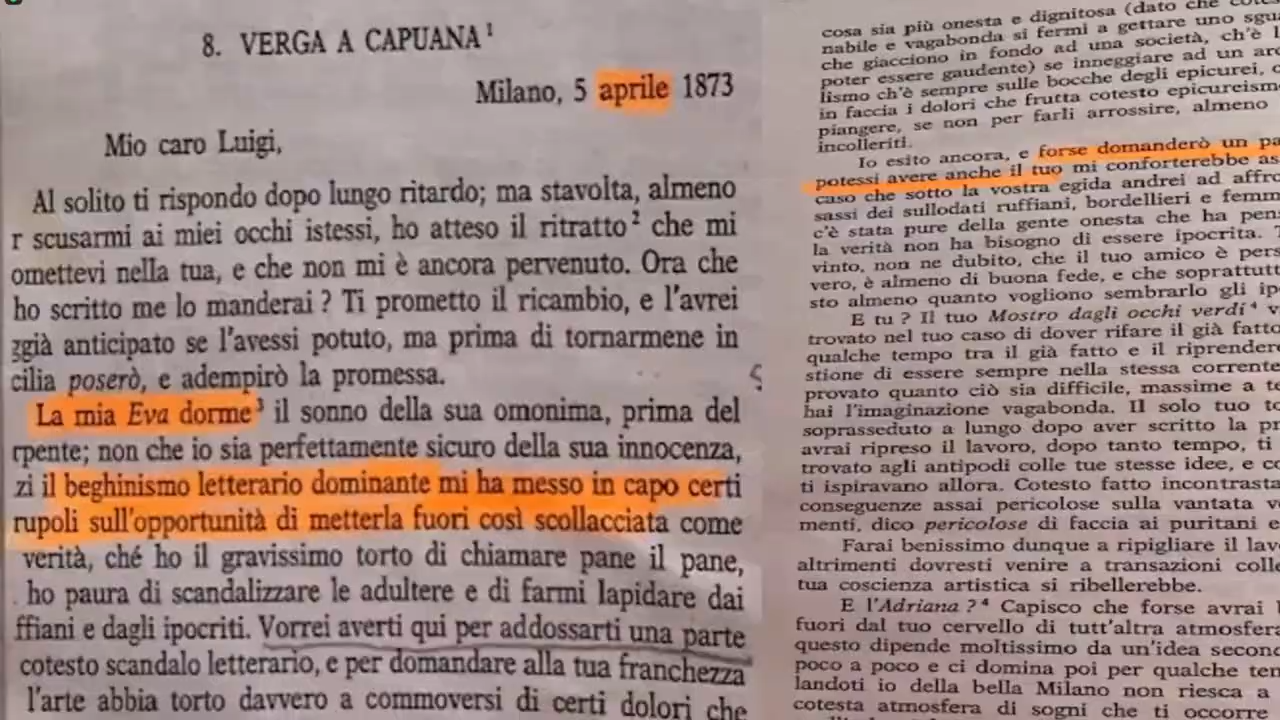 8. VERGA A CAPUANA¹
Milano, 5 aprile 1873
Mio caro Luigi,
Al solito ti rispondo dopo lungo ritardo; ma stavolta, almeno
r scusarmi ai miei occhi istessi, ho atteso il ritratto² che mi
omettevi nella tua, e che non mi è ancora pervenuto. Ora che
ho scritto me lo manderai? Ti prometto il ricambio, e l'avrei
già anticipato se l'avessi potuto, ma prima di tornarmene in
cilia poserò, e adempirò la promessa.
La mia Eva dorme³ il sonno della sua omonima, prima del
rpente; non che io sia perfettamente sicuro della sua innocenza,
zi il beghinismo letterario dominante mi ha messo in capo certi
rupoli sull'opportunità di metterla fuori così scollacciata come
verità, ché ho il gravissimo torto di chiamare pane il pane,
ho paura di scandalizzare le adultere e di farmi lapidare dai
ffiani e dagli ipocriti. Vorrei averti qui per addossarti una parte
cotesto scandalo letterario, e per domandare alla tua franchezza
l'arte abbia torto davvero a commoversi di certi dolori che
cosa sia più onesta e dignitosa (dato che
nabile e vagabonda si fermi a gettare uno sgu
che giacciono in fondo ad una società, ch'è l
poter essere gaudente) se inneggiare ad un
lismo ch'è sempre sulle bocche degli epicurei, o
in faccia i dolori che frutta cotesto epicureism
piangere, se non per farli arrossire, almeno
incolleriti.
Io esito ancora, e forse domanderò un pa
potessi avere anche il tuo mi conforterebbe as
caso che sotto la vostra egida andrei ad affro
sassi dei sullodati ruffiani, bordellieri e femm
c'è stata pure della gente onesta che ha pen
la verità non ha bisogno di essere ipocrita. T
vinto, non ne dubito, che il tuo amico è pers
vero, è almeno di buona fede, e che soprattutt
sto almeno quanto vogliono sembrarlo gli ip
E tu? Il tuo Mostro dagli occhi verdi⁴ v
trovato nel tuo caso di dover rifare il già fatto
qualche tempo tra il già fatto e il riprendere
stione di essere sempre nella stessa corrente
provato quanto ciò sia difficile, massime a te
hai l'imaginazione vagabonda. Il solo tuo to
soprasseduto a lungo dopo aver scritto la pr
avrai ripreso il lavoro, dopo tanto tempo, ti
trovato agli antipodi colle tue stesse idee, e co
ti ispiravano allora. Cotesto fatto incontrasta
conseguenze assai pericolose sulla vantata v
menti, dico pericolose di faccia ai puritani e
Farai benissimo dunque a ripigliare il lav
altrimenti dovresti venire a transazioni colle
tua coscienza artistica si ribellerebbe.
E l'Adriana?⁴ Capisco che forse avrai
fuori dal tuo cervello di tutt'altra atmosfera
questo dipende moltissimo da un'idea second
poco a poco e ci domina poi per qualche ten
landoti io della bella Milano non riesca a
cotesta atmosfera di sogni che ti occorre